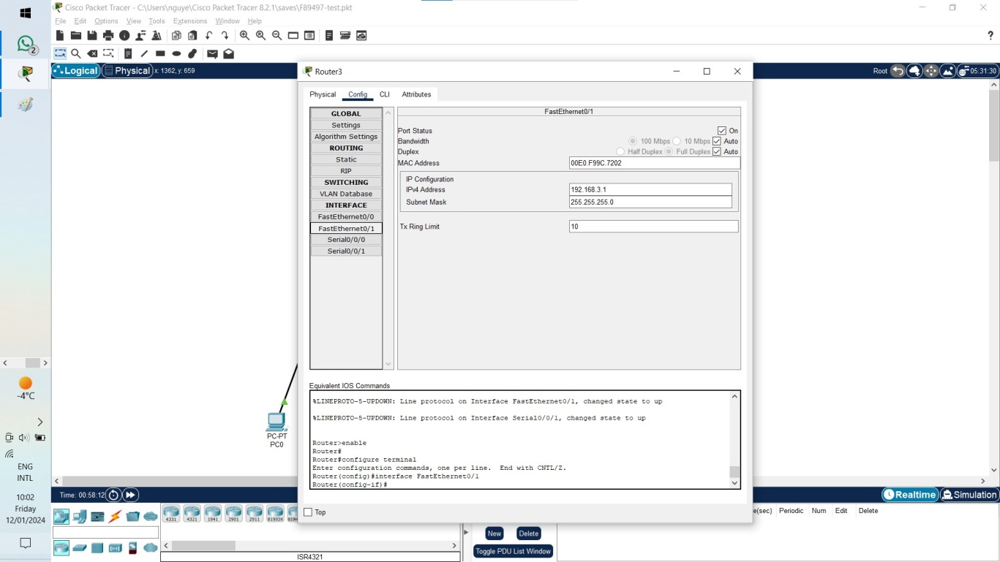 Cisco Packet Tracer - C:\Users\nguye\Cisco Packet Tracer 8.2.1\saves\F89497-test.pkt
File Edit Options View Tools Extensions Window Help
?
Logical Physical x: 1362, y: 659
Root 05:31:30
2
Router3
Physical Config CLI Attributes
GLOBAL
Settings
Algorithm Settings
ROUTING
Static
RIP
SWITCHING
VLAN Database
INTERFACE
FastEthernet0/0
FastEthernet0/1
Serial0/0/0
Serial0/0/1
FastEthernet0/1
Port Status On
Bandwidth 100 Mbps 10 Mbps Auto
Duplex Half Duplex Full Duplex Auto
MAC Address 00E0.F99C.7202
IP Configuration
IPv4 Address 192.168.3.1
Subnet Mask 255.255.255.0
Tx Ring Limit 10
Equivalent IOS Commands
%LINEPROTO-5-UPDOWN: Line protocol on Interface FastEthernet0/1, changed state to up
%LINEPROTO-5-UPDOWN: Line protocol on Interface Serial0/0/1, changed state to up
Router>enable
Router#
Router#configure terminal
Enter configuration commands, one per line. End with CNTL/Z.
Router(config)#interface FastEthernet0/1
Router(config-if)#
Top
PC-PT
PC0
-4°C
ENG
INTL
10:02
Friday
12/01/2024
Time: 00:58:12
Realtime Simulation
4331 4321 1941 2901 2911 819IOX
e(sec) Periodic Num Edit Delete
New Delete
Toggle PDU List Window
ISR4321